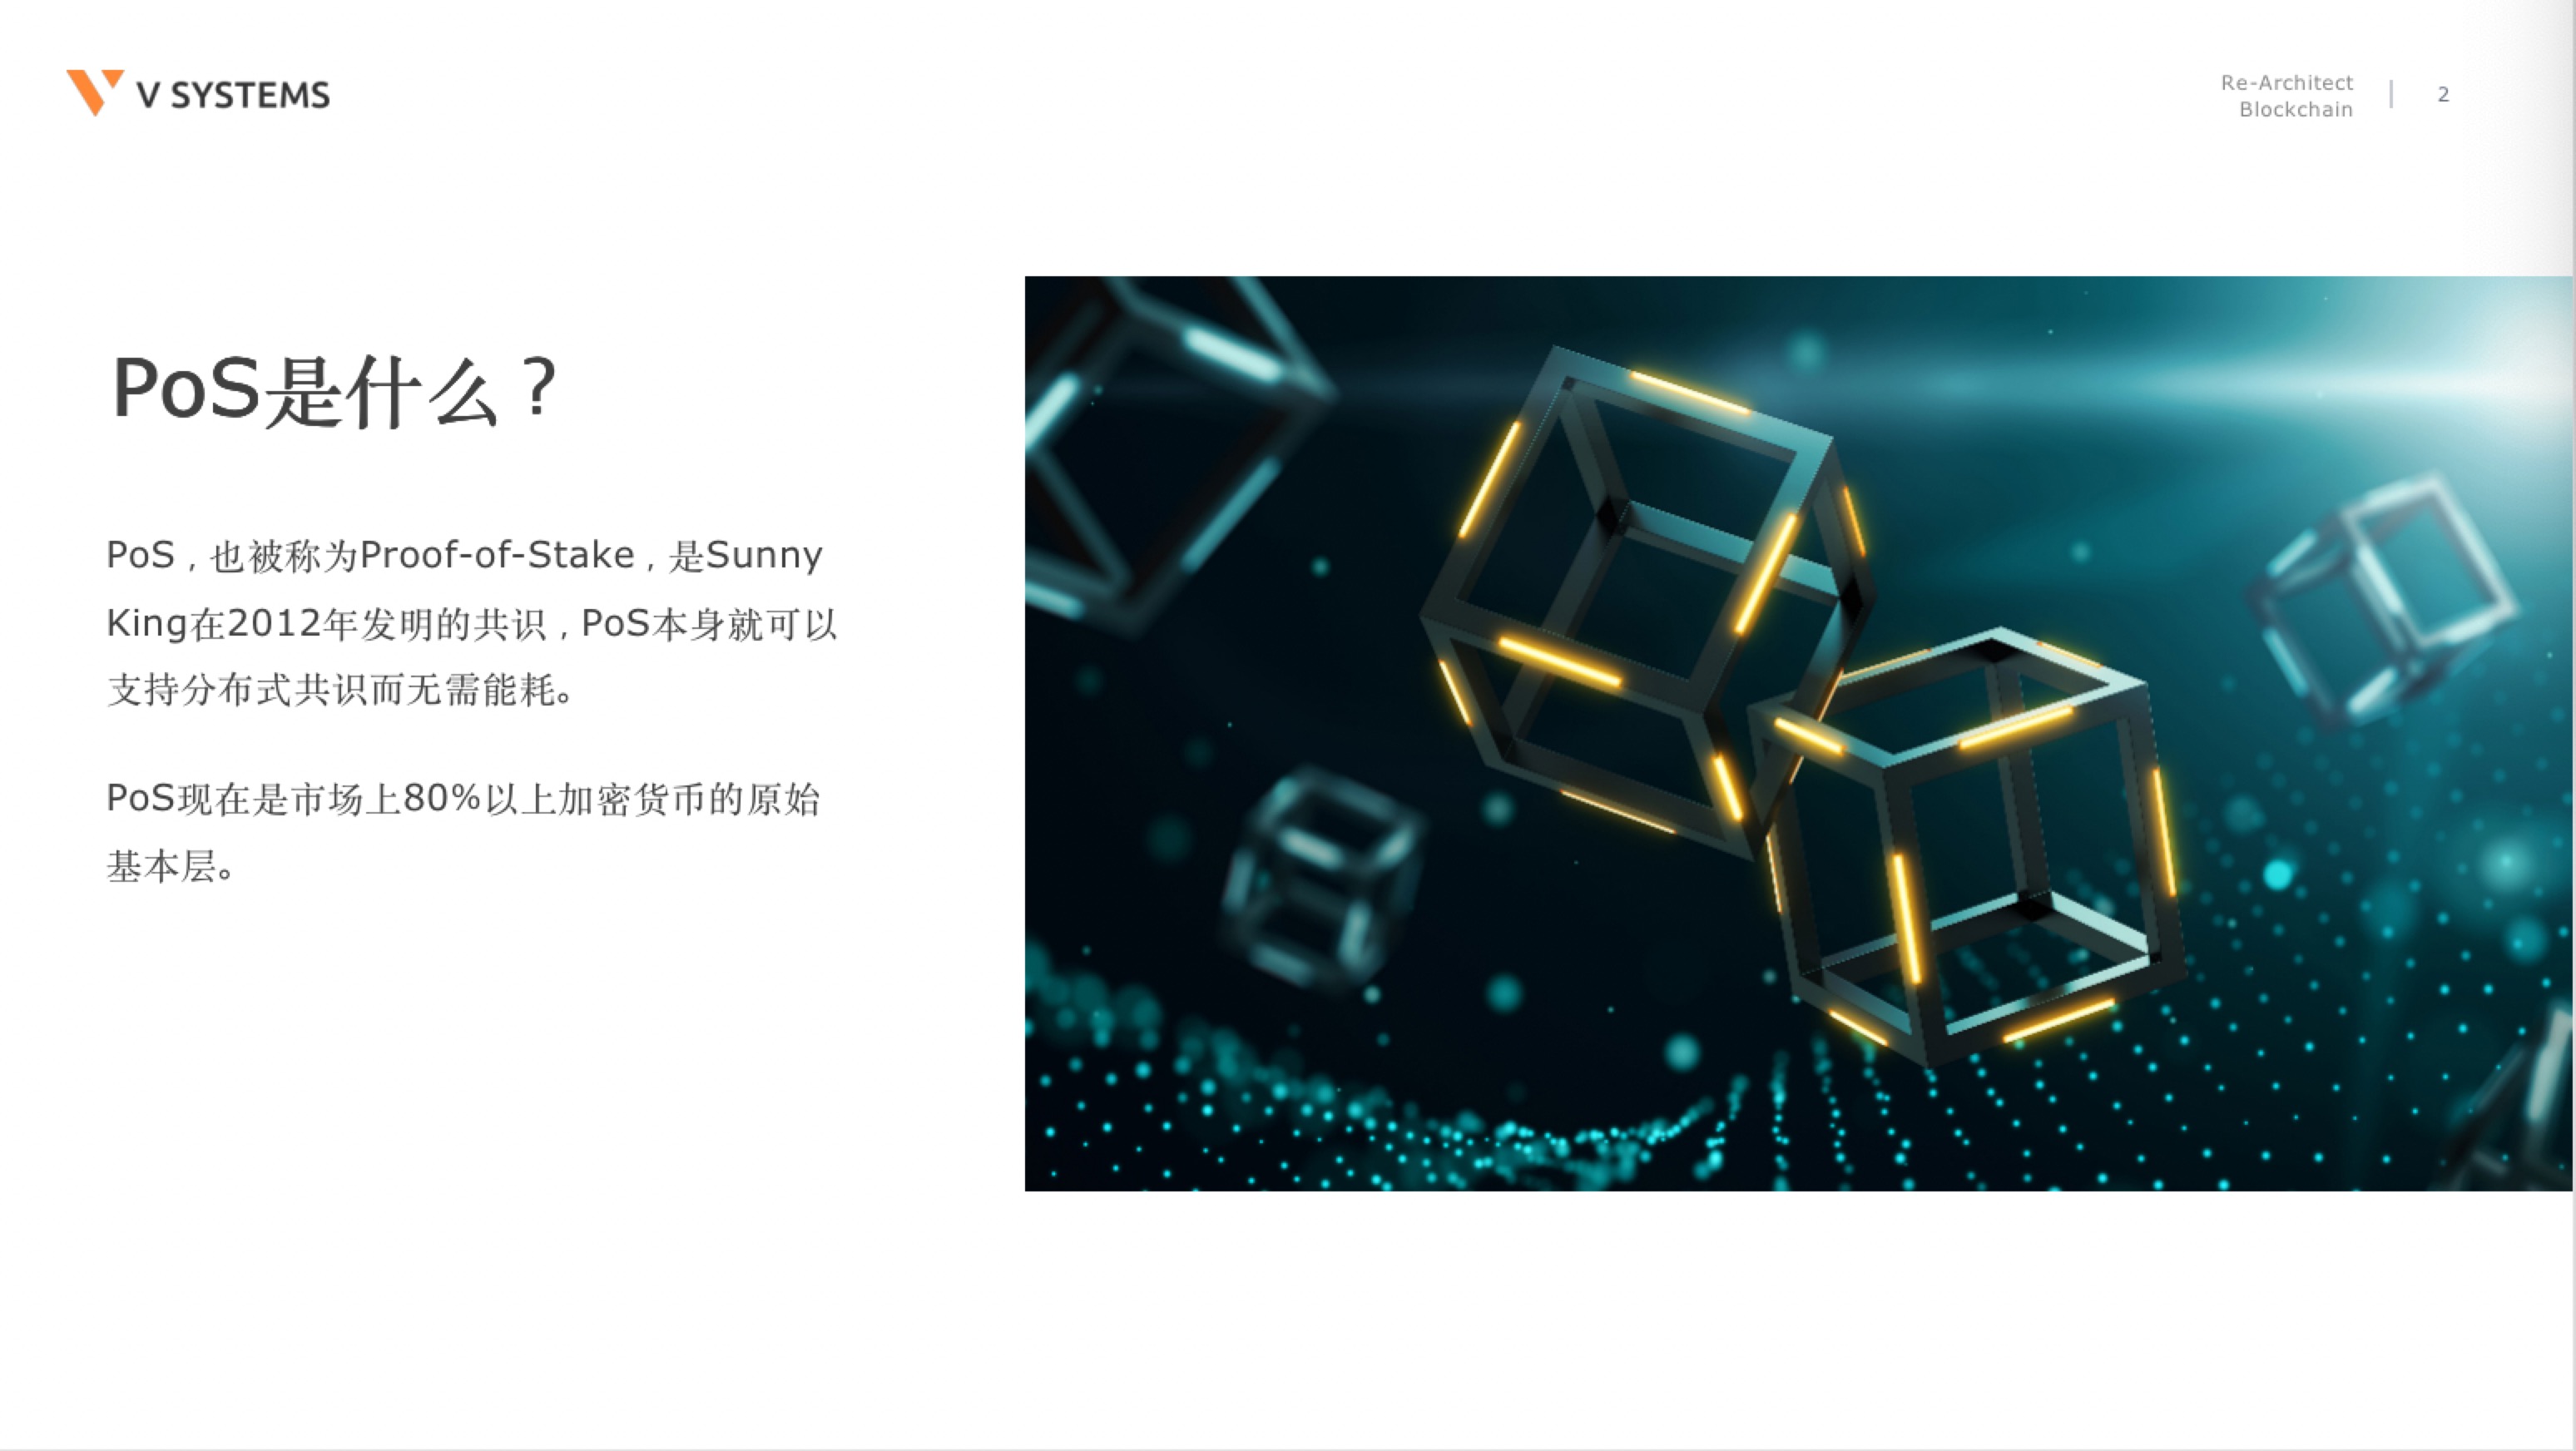 V SYSTEMS
Re-Architect
Blockchain
2
PoS是什么？
PoS，也被称为Proof-of-Stake，是Sunny
King在2012年发明的共识，PoS本身就可以
支持分布式共识而无需能耗。
PoS现在是市场上80%以上加密货币的原始
基本层。